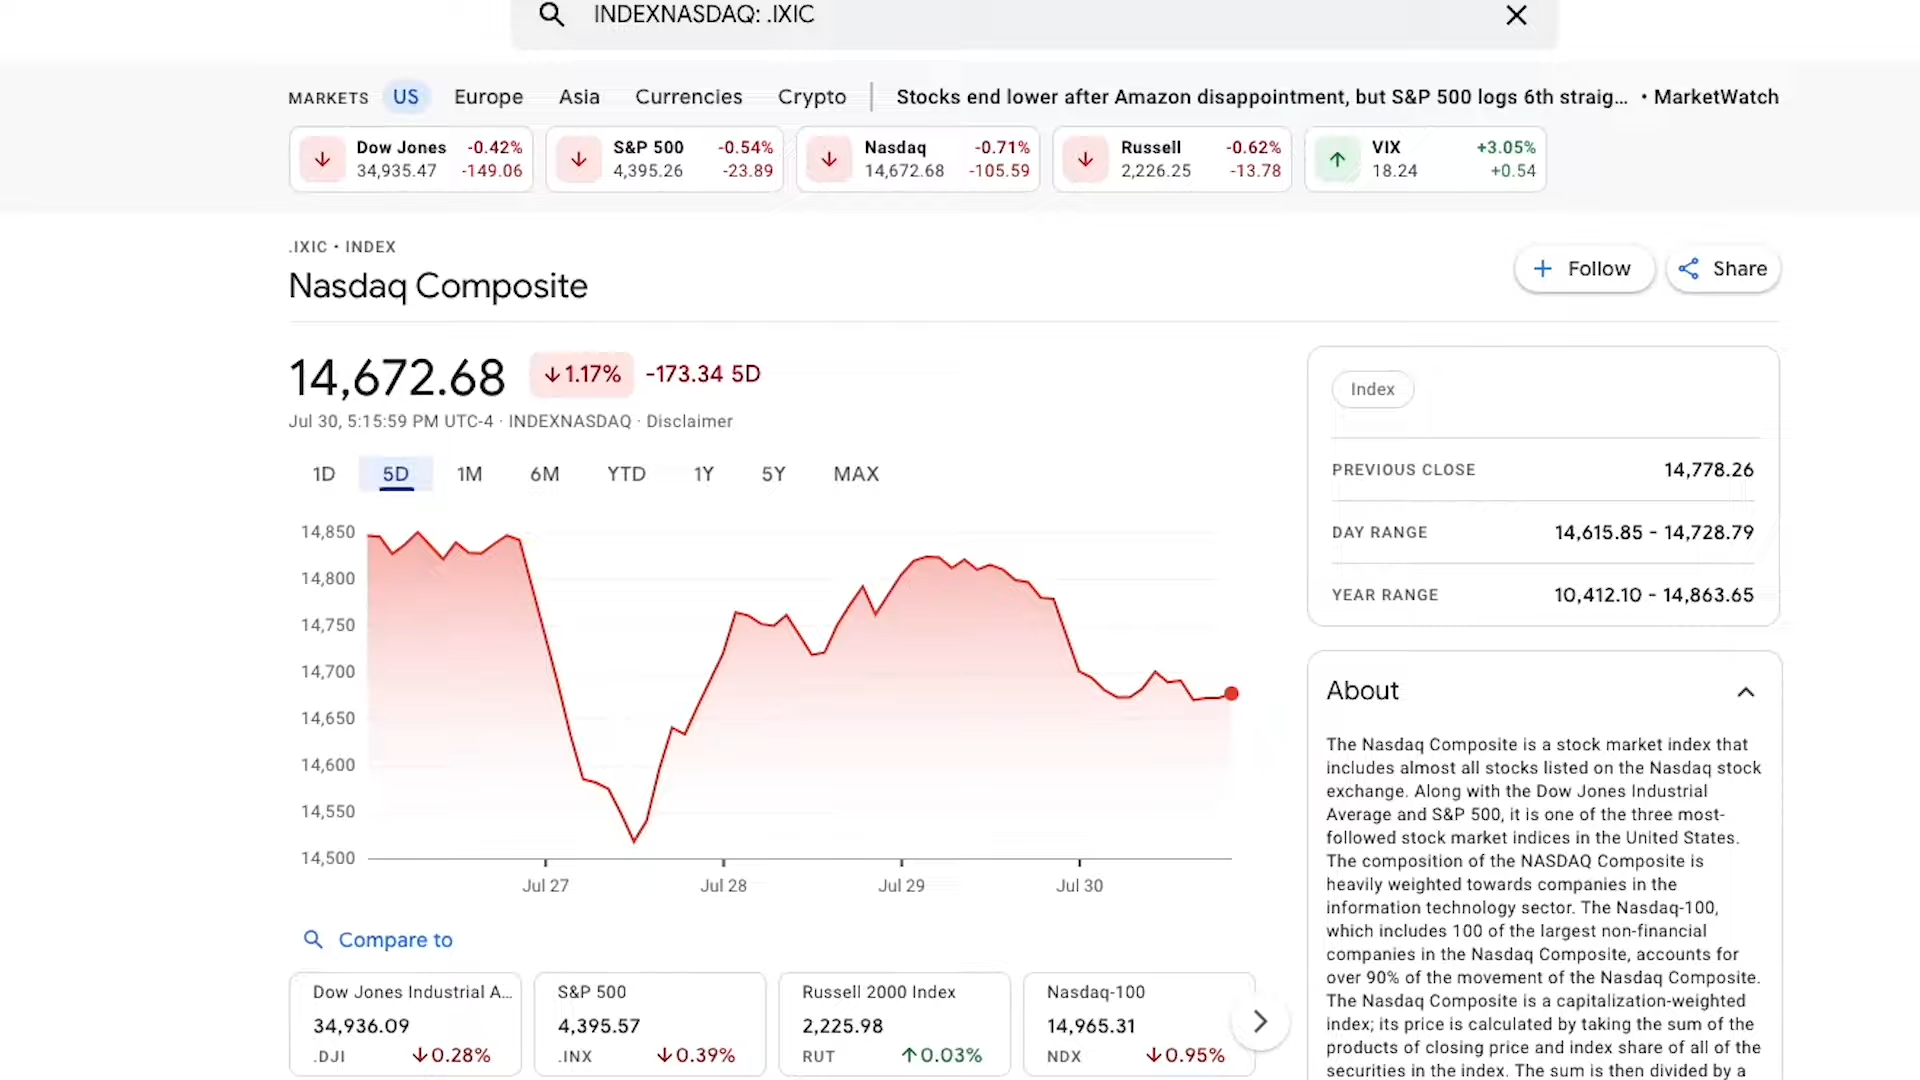 INDEXNASDAQ: .IXIC
MARKETS US Europe Asia Currencies Crypto Stocks end lower after Amazon disappointment, but S&P 500 logs 6th straig... • MarketWatch
Dow Jones -0.42% S&P 500 -0.54% Nasdaq -0.71% Russell -0.62% VIX +3.05%
34,935.47 -149.06 4,395.26 -23.89 14,672.68 -105.59 2,226.25 -13.78 18.24 +0.54
.IXIC • INDEX
Nasdaq Composite
Follow Share
14,672.68 ↓1.17% -173.34 5D
Jul 30, 5:15:59 PM UTC-4 · INDEXNASDAQ · Disclaimer
1D 5D 1M 6M YTD 1Y 5Y MAX
14,850
14,800
14,750
14,700
14,650
14,600
14,550
14,500
Jul 27 Jul 28 Jul 29 Jul 30
Index
PREVIOUS CLOSE 14,778.26
DAY RANGE 14,615.85 - 14,728.79
YEAR RANGE 10,412.10 - 14,863.65
About
The Nasdaq Composite is a stock market index that
includes almost all stocks listed on the Nasdaq stock
exchange. Along with the Dow Jones Industrial
Average and S&P 500, it is one of the three most-
followed stock market indices in the United States.
The composition of the NASDAQ Composite is
heavily weighted towards companies in the
information technology sector. The Nasdaq-100,
which includes 100 of the largest non-financial
companies in the Nasdaq Composite, accounts for
over 90% of the movement of the Nasdaq Composite.
The Nasdaq Composite is a capitalization-weighted
index; its price is calculated by taking the sum of the
products of closing price and index share of all of the
securities in the index. The sum is then divided by a
Compare to
Dow Jones Industrial A... S&P 500 Russell 2000 Index Nasdaq-100
34,936.09 4,395.57 2,225.98 14,965.31
.DJI ↓0.28% .INX ↓0.39% RUT ↑0.03% NDX ↓0.95%